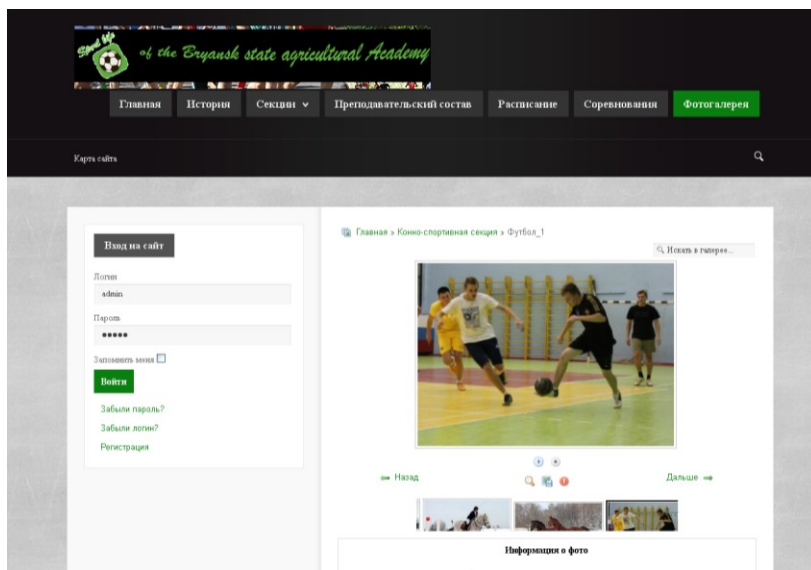 Sport life
of the Bryansk state agricultural Academy
Главная История Секции Преподавательский состав Расписание Соревнования Фотогалерея
Карта сайта
Вход на сайт
Логин
admin
Пароль
•••••
Запомнить меня
Войти
Забыли пароль?
Забыли логин?
Регистрация
Главная » Конно-спортивная секция » Футбол_1
Искать в галерее...
Назад
Дальше
Информация о фото